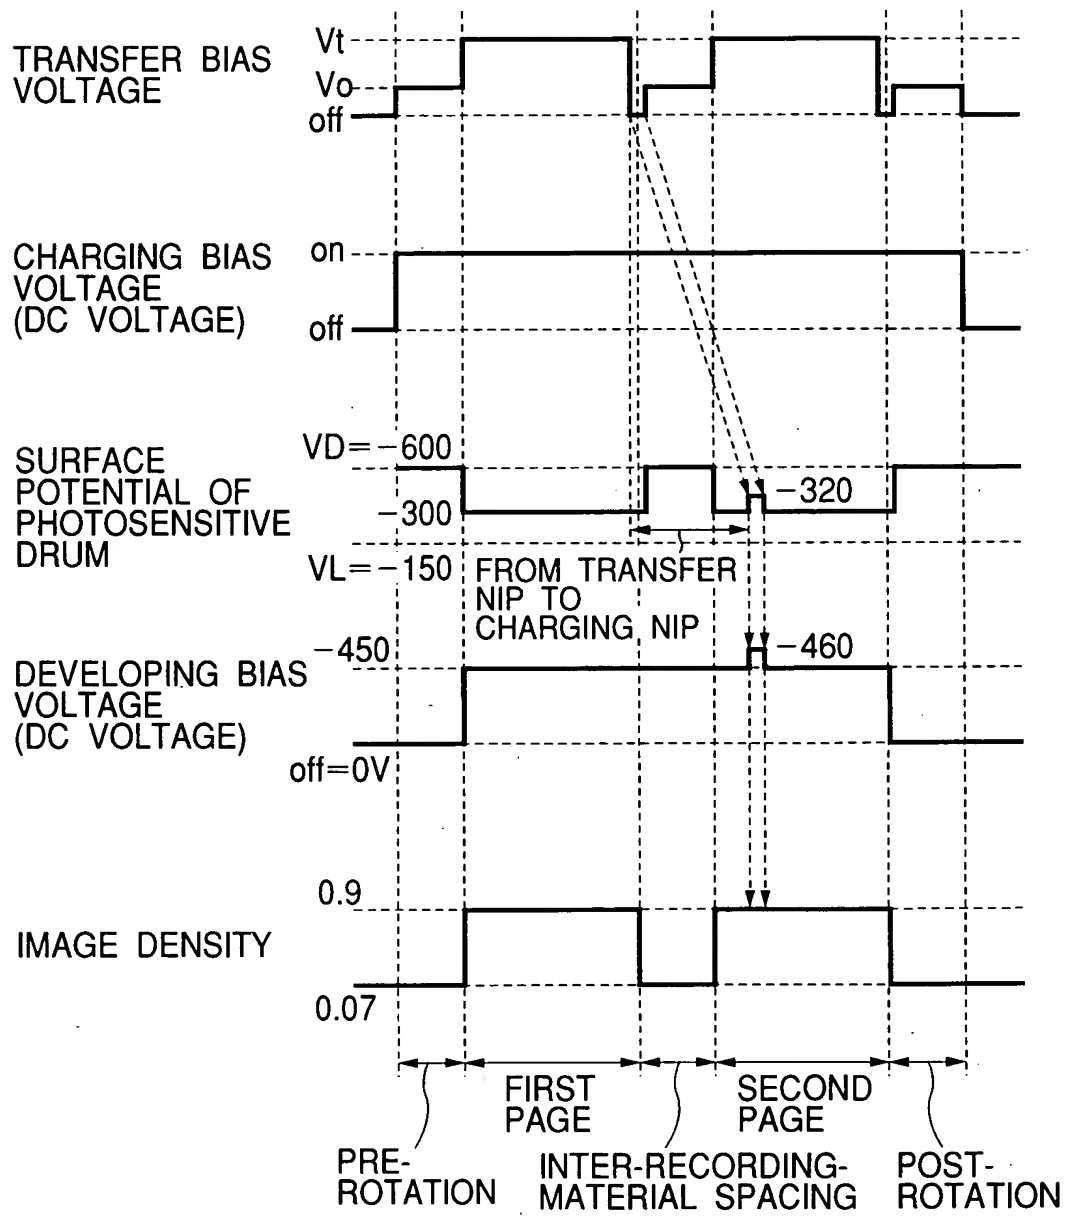 TRANSFER BIAS
VOLTAGE
Vt
Vo
off
CHARGING BIAS
VOLTAGE
(DC VOLTAGE)
on
off
SURFACE
POTENTIAL OF
PHOTOSENSITIVE
DRUM
VD=-600
-300
-320
VL=-150
FROM TRANSFER
NIP TO
CHARGING NIP
DEVELOPING BIAS
VOLTAGE
(DC VOLTAGE)
-450
-460
off=0V
IMAGE DENSITY
0.9
0.07
FIRST
PAGE
SECOND
PAGE
PRE-
ROTATION
INTER-RECORDING-
MATERIAL SPACING
POST-
ROTATION